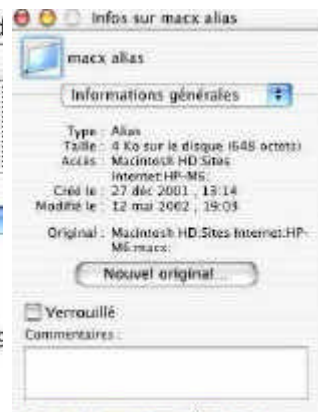 Infos sur macx alias
macx alias
Informations générales
Type : Alias
Taille : 4 Ko sur le disque (648 octets)
Accès : Macintosh HD:Sites
Internet:HP-M6:
Créé le : 27 déc 2001 , 13:14
Modifié le : 12 mai 2002 , 19:03
Original : Macintosh HD:Sites Internet:HP-
M6:macx:
Nouvel original...
Verrouillé
Commentaires :